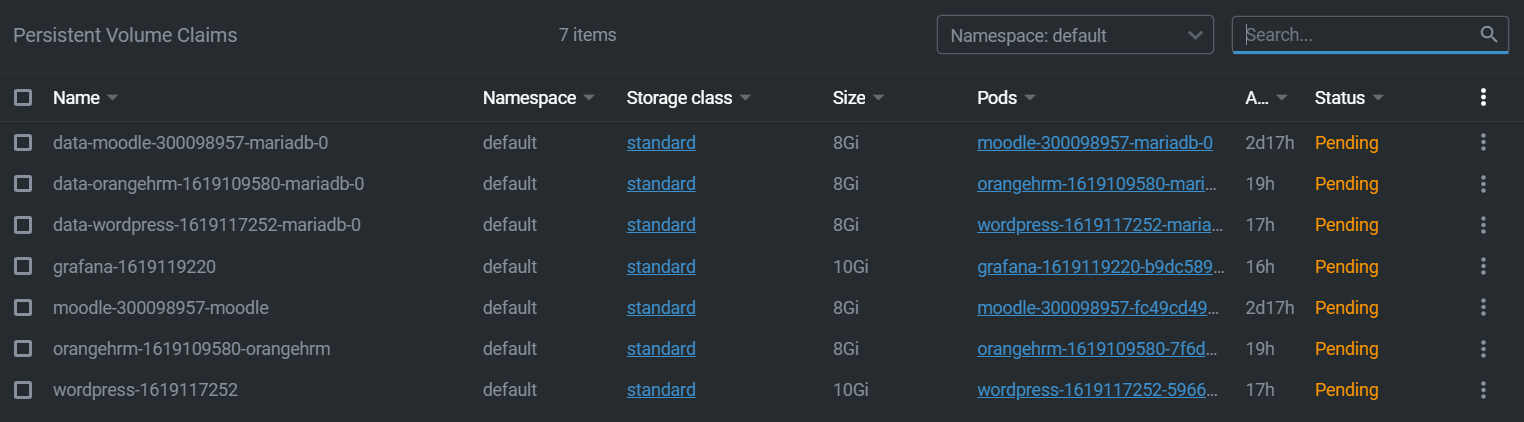 Persistent Volume Claims 7 items Namespace: default Search...
Name Namespace Storage class Size Pods A... Status
data-moodle-300098957-mariadb-0 default standard 8Gi moodle-300098957-mariadb-0 2d17h Pending
data-orangehrm-1619109580-mariadb-0 default standard 8Gi orangehrm-1619109580-mari... 19h Pending
data-wordpress-1619117252-mariadb-0 default standard 8Gi wordpress-1619117252-maria... 17h Pending
grafana-1619119220 default standard 10Gi grafana-1619119220-b9dc589... 16h Pending
moodle-300098957-moodle default standard 8Gi moodle-300098957-fc49cd49... 2d17h Pending
orangehrm-1619109580-orangehrm default standard 8Gi orangehrm-1619109580-7f6d... 19h Pending
wordpress-1619117252 default standard 10Gi wordpress-1619117252-5966... 17h Pending